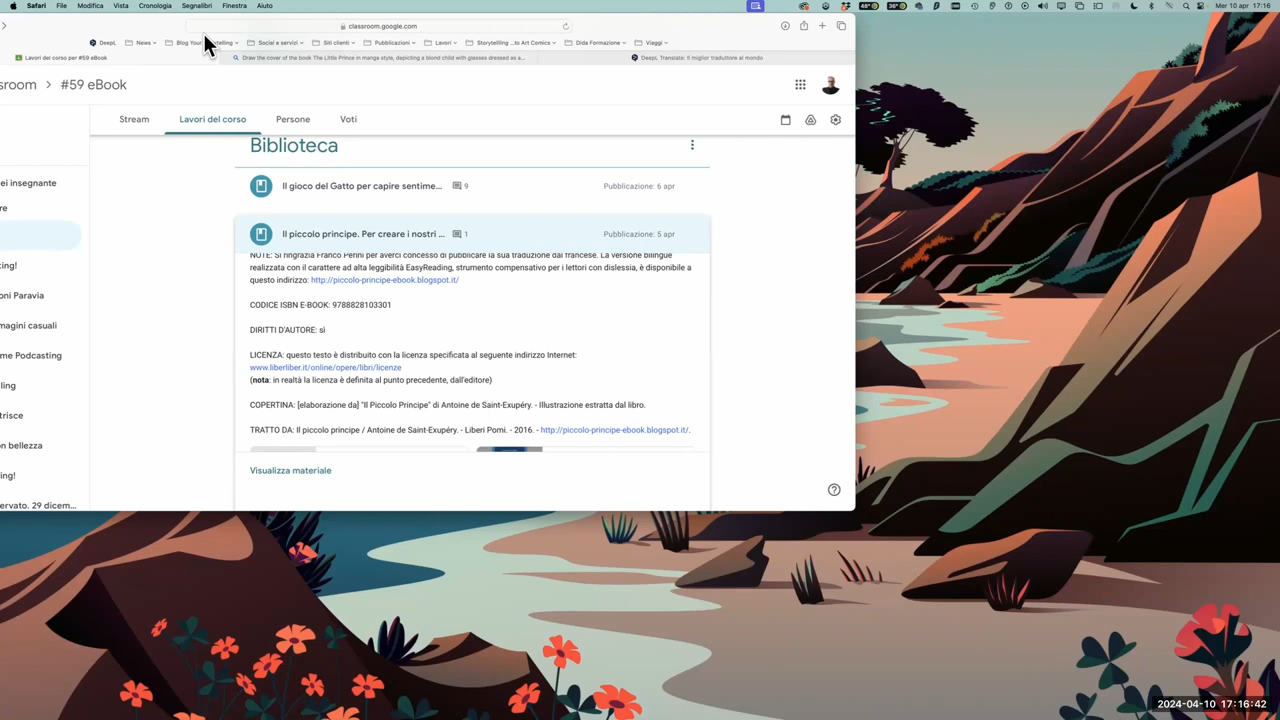 Safari File Modifica Vista Cronologia Segnalibri Finestra Aiuto
48° 36° Mer 10 apr 17:16
classroom.google.com
DeepL News Blog Your Social e servizi Siti clienti Pubblicazioni Lavori Storytelling ...to Art Comics Dida Formazione Viaggi
Lavori del corso per #59 eBook
Draw the cover of the book The Little Prince in manga style, depicting a blond child with glasses dressed as a...
DeepL Translate: Il miglior traduttore al mondo
sroom > #59 eBook
Stream Lavori del corso Persone Voti
Biblioteca
Il gioco del Gatto per capire sentime... 9 Pubblicazione: 6 apr
Il piccolo principe. Per creare i nostri ... 1 Pubblicazione: 5 apr
NOTE: Si ringrazia Franco Perini per averci concesso di pubblicare la sua traduzione dal francese. La versione bilingue
realizzata con il carattere ad alta leggibilità EasyReading, strumento compensativo per i lettori con dislessia, è disponibile a
questo indirizzo: http://piccolo-principe-ebook.blogspot.it/
CODICE ISBN E-BOOK: 9788828103301
DIRITTI D'AUTORE: sì
LICENZA: questo testo è distribuito con la licenza specificata al seguente indirizzo Internet:
www.liberliber.it/online/opere/libri/licenze
(nota: in realtà la licenza è definita al punto precedente, dall'editore)
COPERTINA: [elaborazione da] "Il Piccolo Principe" di Antoine de Saint-Exupéry. - Illustrazione estratta dal libro.
TRATTO DA: Il piccolo principe / Antoine de Saint-Exupéry. - Liberi Pomi. - 2016. - http://piccolo-principe-ebook.blogspot.it/.
Visualizza materiale
ei insegnante
re
ting!
oni Paravia
magini casuali
me Podcasting
ling
trisce
on bellezza
ng!
ervato. 29 dicem...
2024-04-10 17:16:42